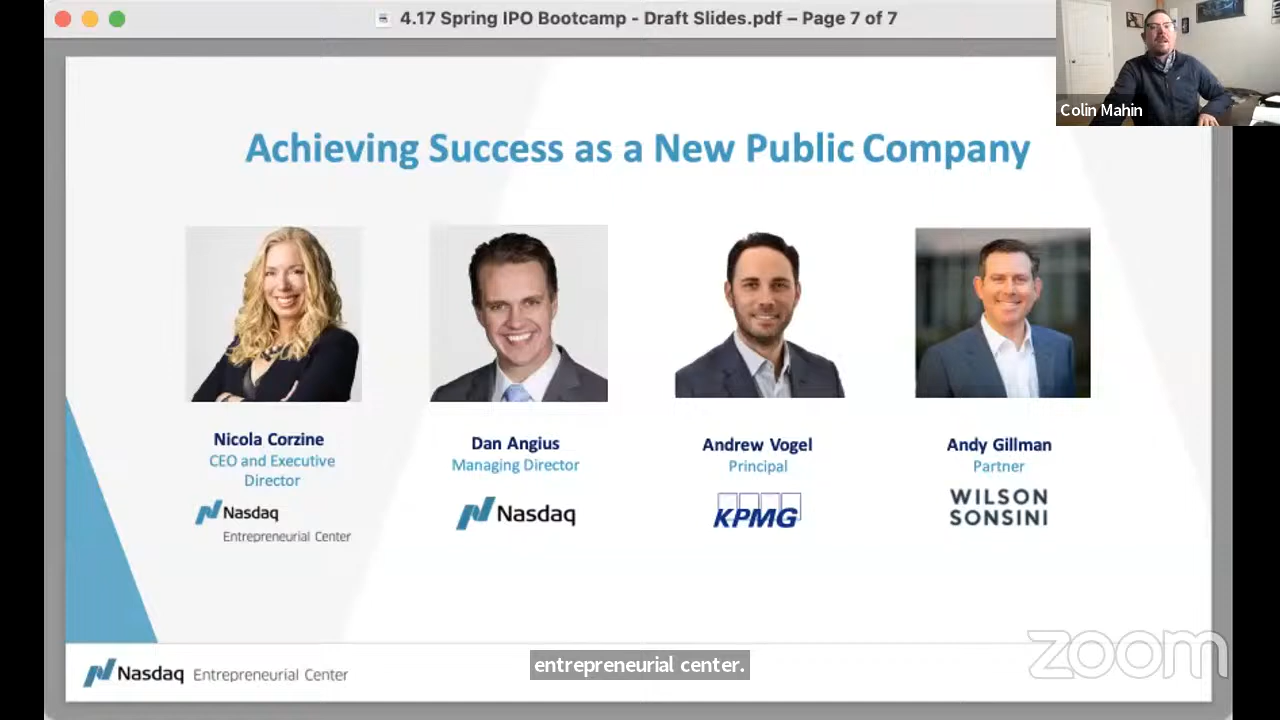 4.17 Spring IPO Bootcamp - Draft Slides.pdf – Page 7 of 7
Colin Mahin
Achieving Success as a New Public Company
Nicola Corzine
CEO and Executive
Director
Nasdaq
Entrepreneurial Center
Dan Angius
Managing Director
Nasdaq
Andrew Vogel
Principal
KPMG
Andy Gillman
Partner
WILSON
SONSINI
Nasdaq Entrepreneurial Center
entrepreneurial center.
zoom